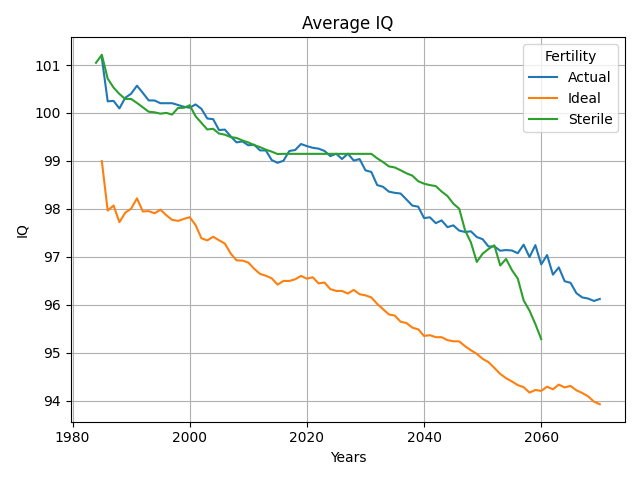 Average IQ
Fertility
Actual
Ideal
Sterile
IQ
101
100
99
98
97
96
95
94
1980
2000
2020
2040
2060
Years